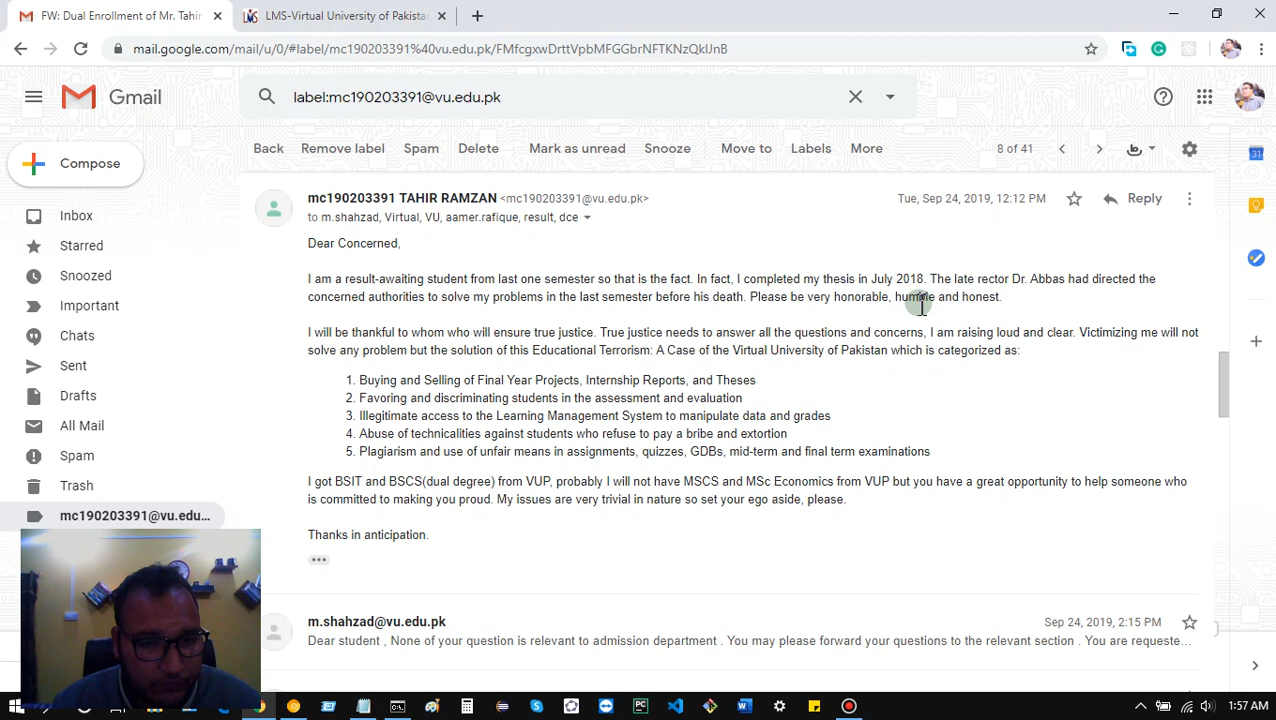 FW: Dual Enrollment of Mr. Tahir
LMS-Virtual University of Pakistan
mail.google.com/mail/u/0/#label/mc190203391%40vu.edu.pk/FMfcgxwDrttVpbMFGGbrNFTKNzQkIJnB
Gmail
label:mc190203391@vu.edu.pk
Compose
Back
Remove label
Spam
Delete
Mark as unread
Snooze
Move to
Labels
More
8 of 41
Inbox
Starred
Snoozed
Important
Chats
Sent
Drafts
All Mail
Spam
Trash
mc190203391@vu.edu...
mc190203391 TAHIR RAMZAN <mc190203391@vu.edu.pk>
Tue, Sep 24, 2019, 12:12 PM
Reply
to m.shahzad, Virtual, VU, aamer.rafique, result, dce
Dear Concerned,
I am a result-awaiting student from last one semester so that is the fact. In fact, I completed my thesis in July 2018. The late rector Dr. Abbas had directed the
concerned authorities to solve my problems in the last semester before his death. Please be very honorable, humble and honest.
I will be thankful to whom who will ensure true justice. True justice needs to answer all the questions and concerns, I am raising loud and clear. Victimizing me will not
solve any problem but the solution of this Educational Terrorism: A Case of the Virtual University of Pakistan which is categorized as:
1. Buying and Selling of Final Year Projects, Internship Reports, and Theses
2. Favoring and discriminating students in the assessment and evaluation
3. Illegitimate access to the Learning Management System to manipulate data and grades
4. Abuse of technicalities against students who refuse to pay a bribe and extortion
5. Plagiarism and use of unfair means in assignments, quizzes, GDBs, mid-term and final term examinations
I got BSIT and BSCS(dual degree) from VUP, probably I will not have MSCS and MSc Economics from VUP but you have a great opportunity to help someone who
is committed to making you proud. My issues are very trivial in nature so set your ego aside, please.
Thanks in anticipation.
m.shahzad@vu.edu.pk
Sep 24, 2019, 2:15 PM
Dear student , None of your question is relevant to admission department . You may please forward your questions to the relevant section . You are requeste...
1:57 AM